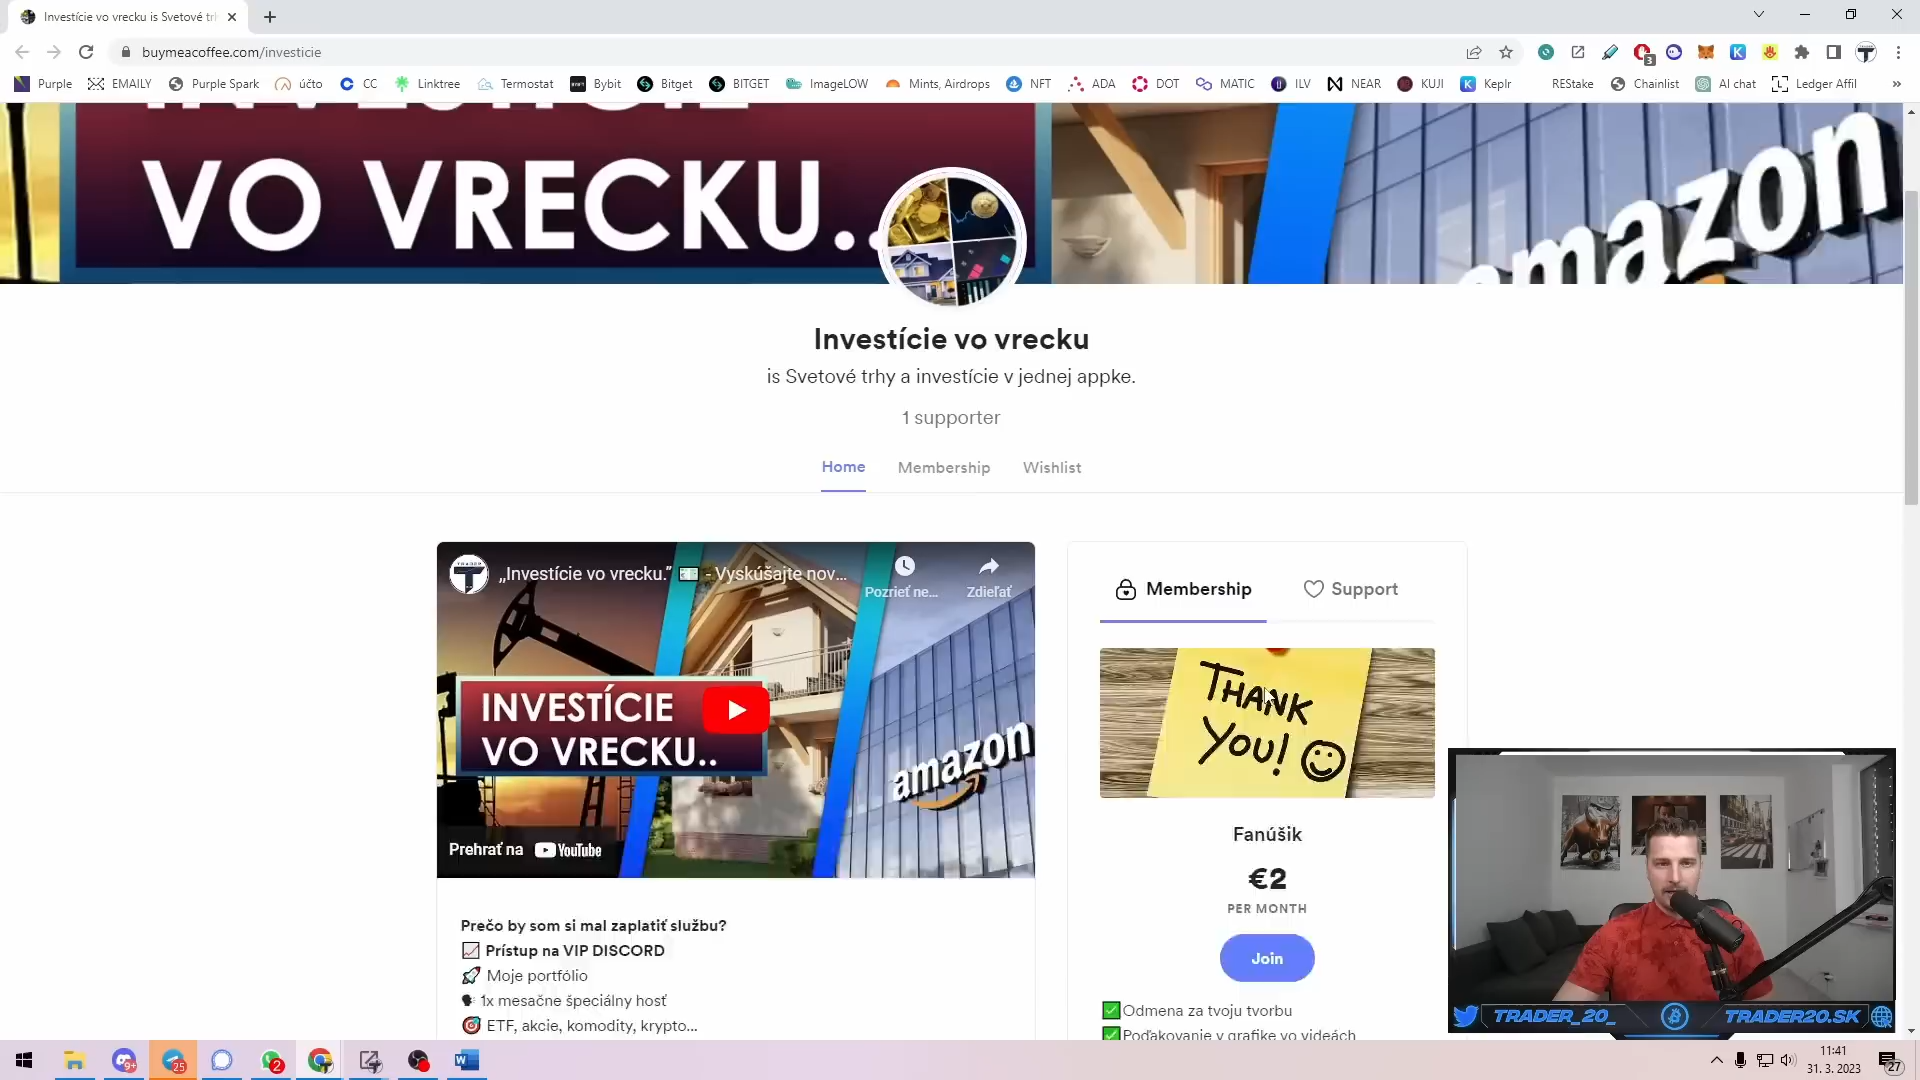 Investície vo vrecku is Svetové trh
buymeacoffee.com/investicie
3
Purple
EMAILY
Purple Spark
účto
CC
Linktree
Termostat
Bybit
Bitget
BITGET
ImageLOW
Mints, Airdrops
NFT
ADA
DOT
MATIC
ILV
NEAR
KUJI
Keplr
REStake
Chainlist
AI chat
Ledger Affil
»
VO VRECKU..
amazon
Investície vo vrecku
is Svetové trhy a investície v jednej appke.
1 supporter
Home
Membership
Wishlist
„Investície vo vrecku.” 💵 - Vyskúšajte nov...
Pozrieť ne...
Zdieľať
INVESTÍCIE
VO VRECKU..
amazon
Prehrať na YouTube
Prečo by som si mal zaplatiť službu?
📈 Prístup na VIP DISCORD
🚀 Moje portfólio
🗣 1x mesačne špeciálny hosť
🎯 ETF, akcie, komodity, krypto...
Membership
Support
THANK
YOU!
Fanúšik
€2
PER MONTH
Join
✅Odmena za tvoju tvorbu
✅Poďakovanie v grafike vo videách
TRADER_20_
TRADER20.SK
9+
25
2
11:41
31. 3. 2023
27